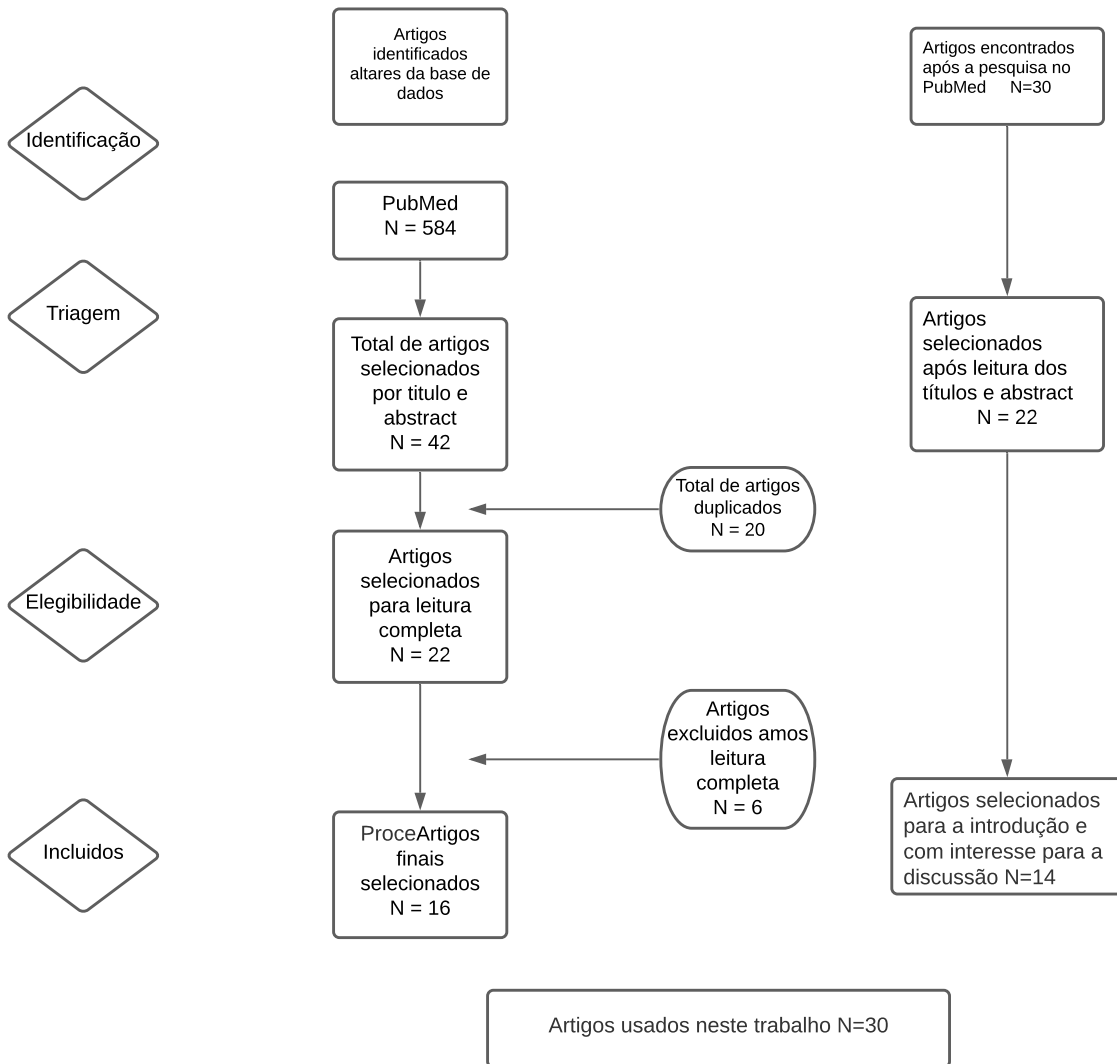 Artigos
identificados
altares da base de
dados
Artigos encontrados
após a pesquisa no
PubMed N=30
Identificação
PubMed
N = 584
Triagem
Total de artigos
selecionados
por titulo e
abstract
N = 42
Artigos
selecionados
após leitura dos
títulos e abstract
N = 22
Total de artigos
duplicados
N = 20
Elegibilidade
Artigos
selecionados
para leitura
completa
N = 22
Artigos
excluidos amos
leitura
completa
N = 6
Incluidos
ProceArtigos
finais
selecionados
N = 16
Artigos selecionados
para a introdução e
com interesse para a
discussão N=14
Artigos usados neste trabalho N=30